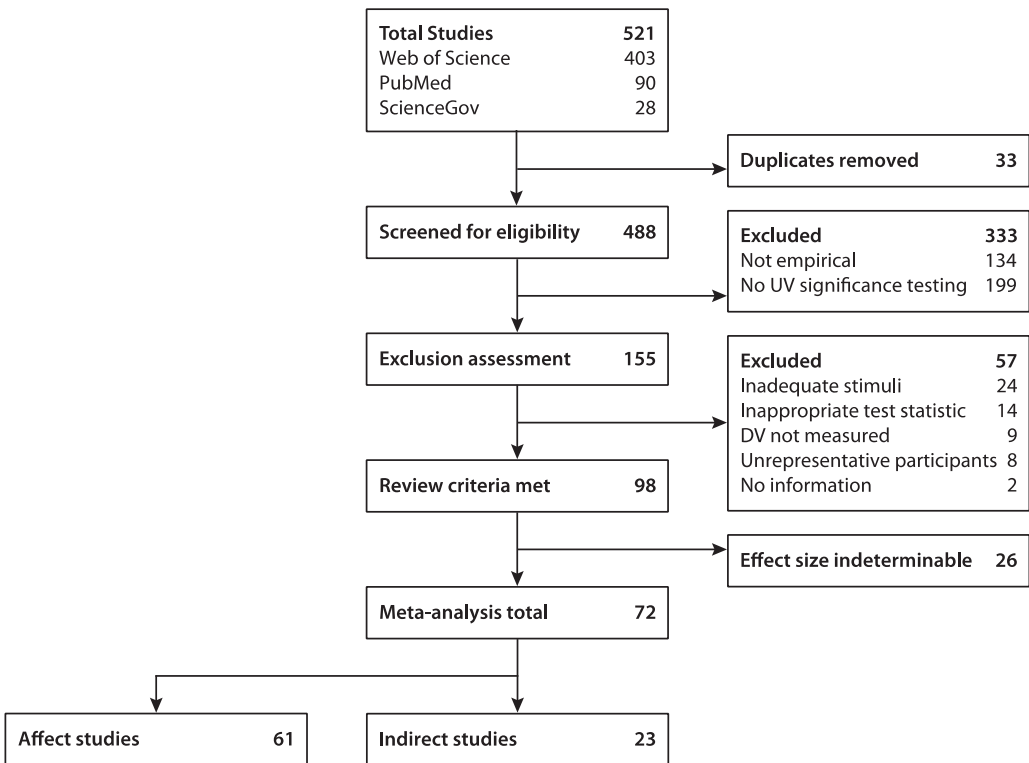 Total Studies 521
Web of Science 403
PubMed 90
ScienceGov 28
Duplicates removed 33
Screened for eligibility 488
Excluded 333
Not empirical 134
No UV significance testing 199
Exclusion assessment 155
Excluded 57
Inadequate stimuli 24
Inappropriate test statistic 14
DV not measured 9
Unrepresentative participants 8
No information 2
Review criteria met 98
Effect size indeterminable 26
Meta-analysis total 72
Affect studies 61
Indirect studies 23